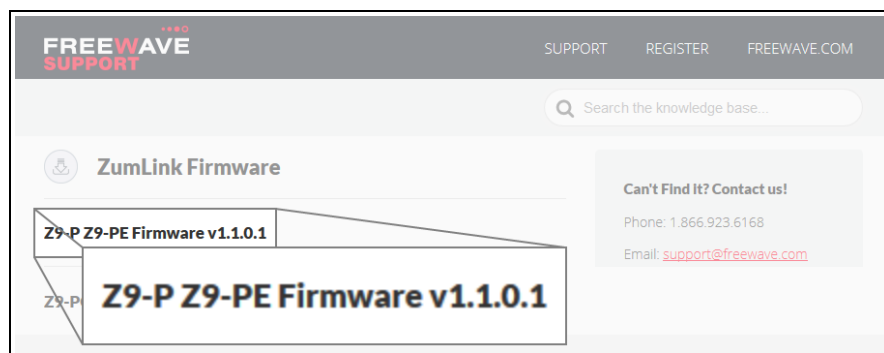 FREEWAVE
SUPPORT
SUPPORT REGISTER FREEWAVE.COM
Search the knowledge base...
ZumLink Firmware
Can't Find It? Contact us!
Phone: 1.866.923.6168
Email: support@freewave.com
Z9-P Z9-PE Firmware v1.1.0.1
Z9-P Z9-PE Firmware v1.1.0.1